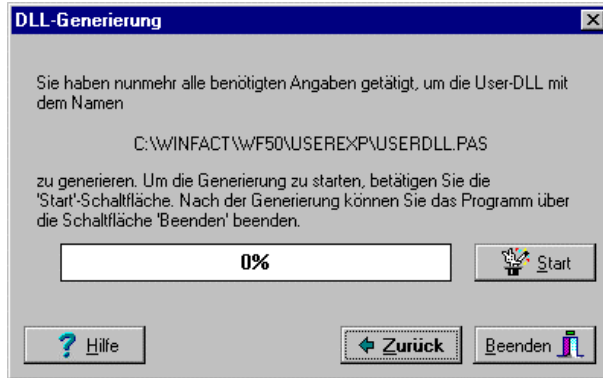 DLL-Generierung
Sie haben nunmehr alle benötigten Angaben getätigt, um die User-DLL mit
dem Namen
C:\WINFACT\WF50\USEREXP\USERDLL.PAS
zu generieren. Um die Generierung zu starten, betätigen Sie die
'Start'-Schaltfläche. Nach der Generierung können Sie das Programm über
die Schaltfläche 'Beenden' beenden.
0%
Start
Hilfe
Zurück
Beenden